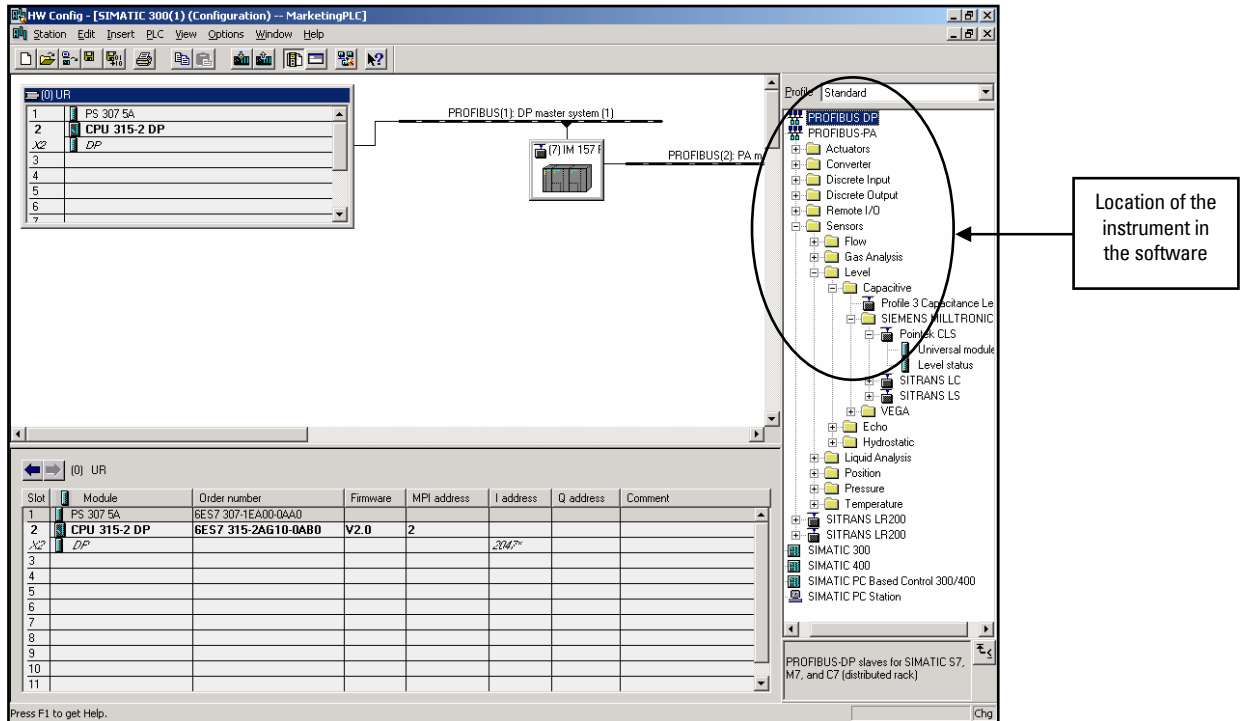 HW Config - [SIMATIC 300(1) (Configuration) -- MarketingPLC]
Station Edit Insert PLC View Options Window Help
(0) UR
1 PS 307 5A
2 CPU 315-2 DP
X2 DP
3
4
5
6
7
PROFIBUS(1): DP master system (1)
(7) IM 157
PROFIBUS(2): PA m
Profile Standard
PROFIBUS DP
PROFIBUS-PA
Actuators
Converter
Discrete Input
Discrete Output
Remote I/O
Sensors
Flow
Gas Analysis
Level
Capacitive
Profile 3 Capacitance Le
SIEMENS MILLTRONIC
Pointek CLS
Universal module
Level status
SITRANS LC
SITRANS LS
VEGA
Echo
Hydrostatic
Liquid Analysis
Position
Pressure
Temperature
SITRANS LR200
SITRANS LR200
SIMATIC 300
SIMATIC 400
SIMATIC PC Based Control 300/400
SIMATIC PC Station
PROFIBUS-DP slaves for SIMATIC S7,
M7, and C7 (distributed rack)
Location of the
instrument in
the software
(0) UR
Slot Module Order number Firmware MPI address I address Q address Comment
1 PS 307 5A 6ES7 307-1EA00-0AA0
2 CPU 315-2 DP 6ES7 315-2AG10-0AB0 V2.0 2
X2 DP 2047*
3
4
5
6
7
8
9
10
11
Press F1 to get Help.
Chg